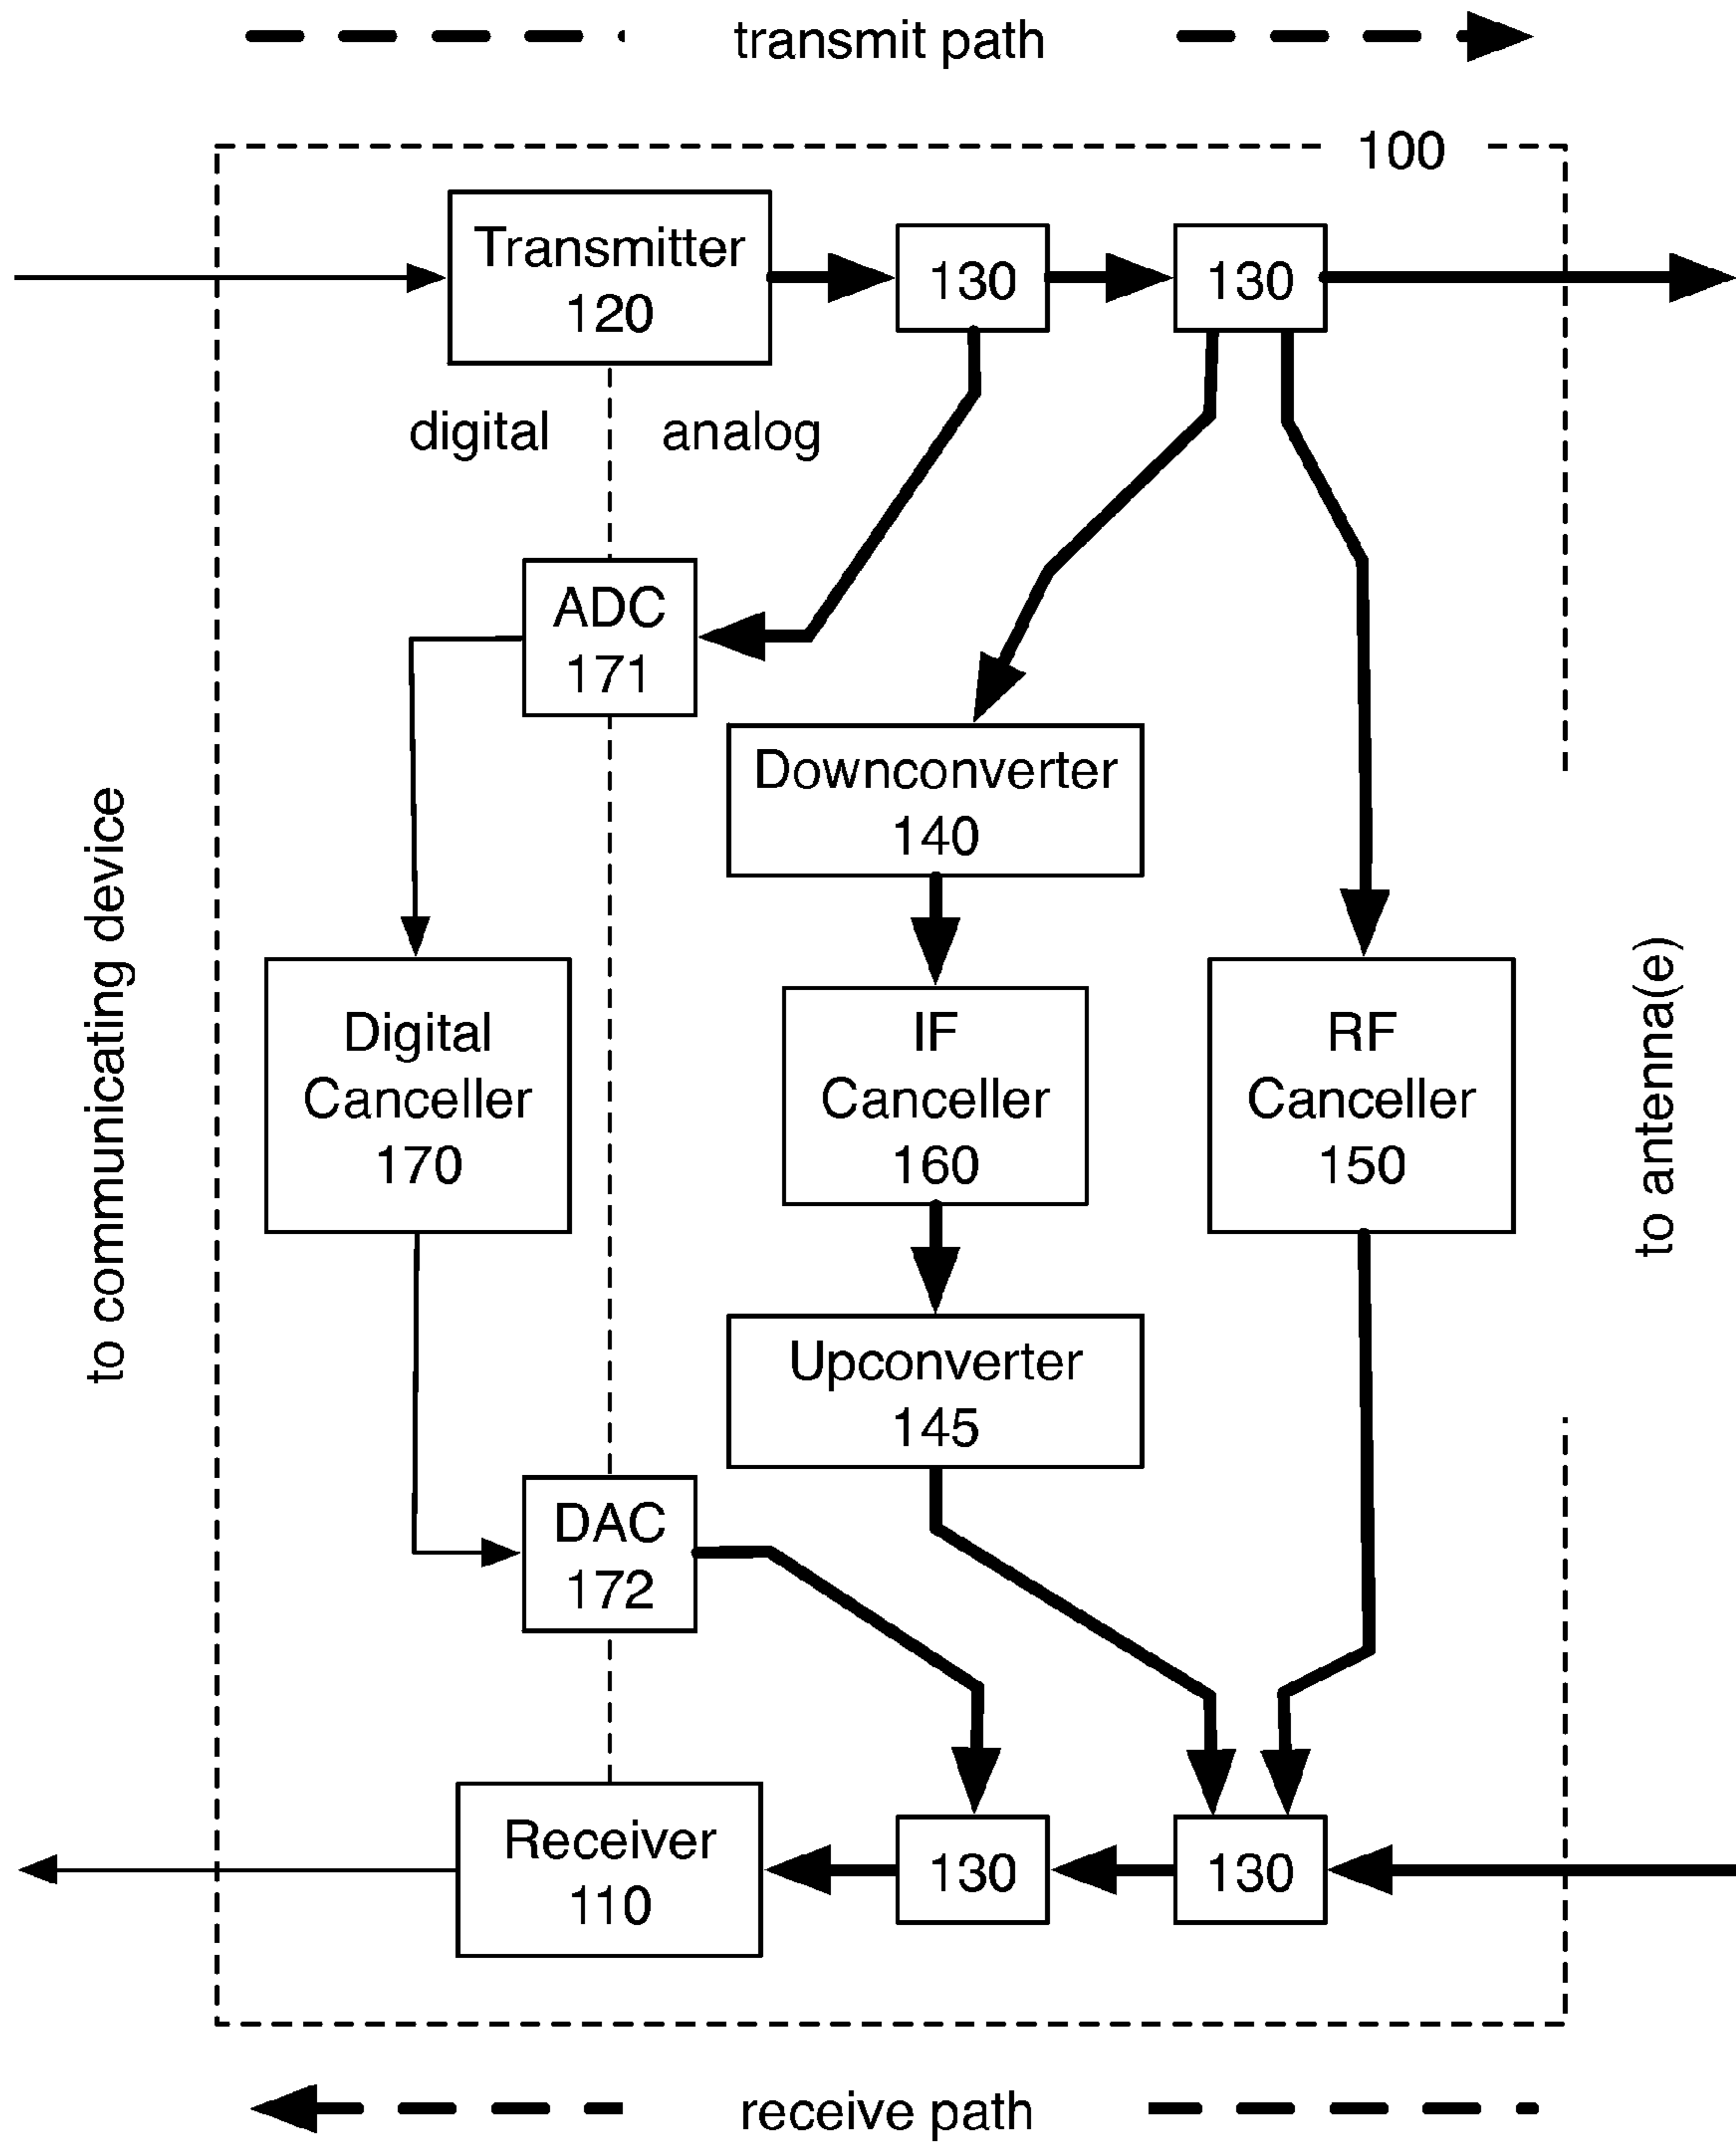 transmit path
100
Transmitter
120
130
130
digital
analog
ADC
171
Downconverter
140
to communicating device
Digital
Canceller
170
IF
Canceller
160
RF
Canceller
150
to antenna(e)
Upconverter
145
DAC
172
Receiver
110
130
130
receive path